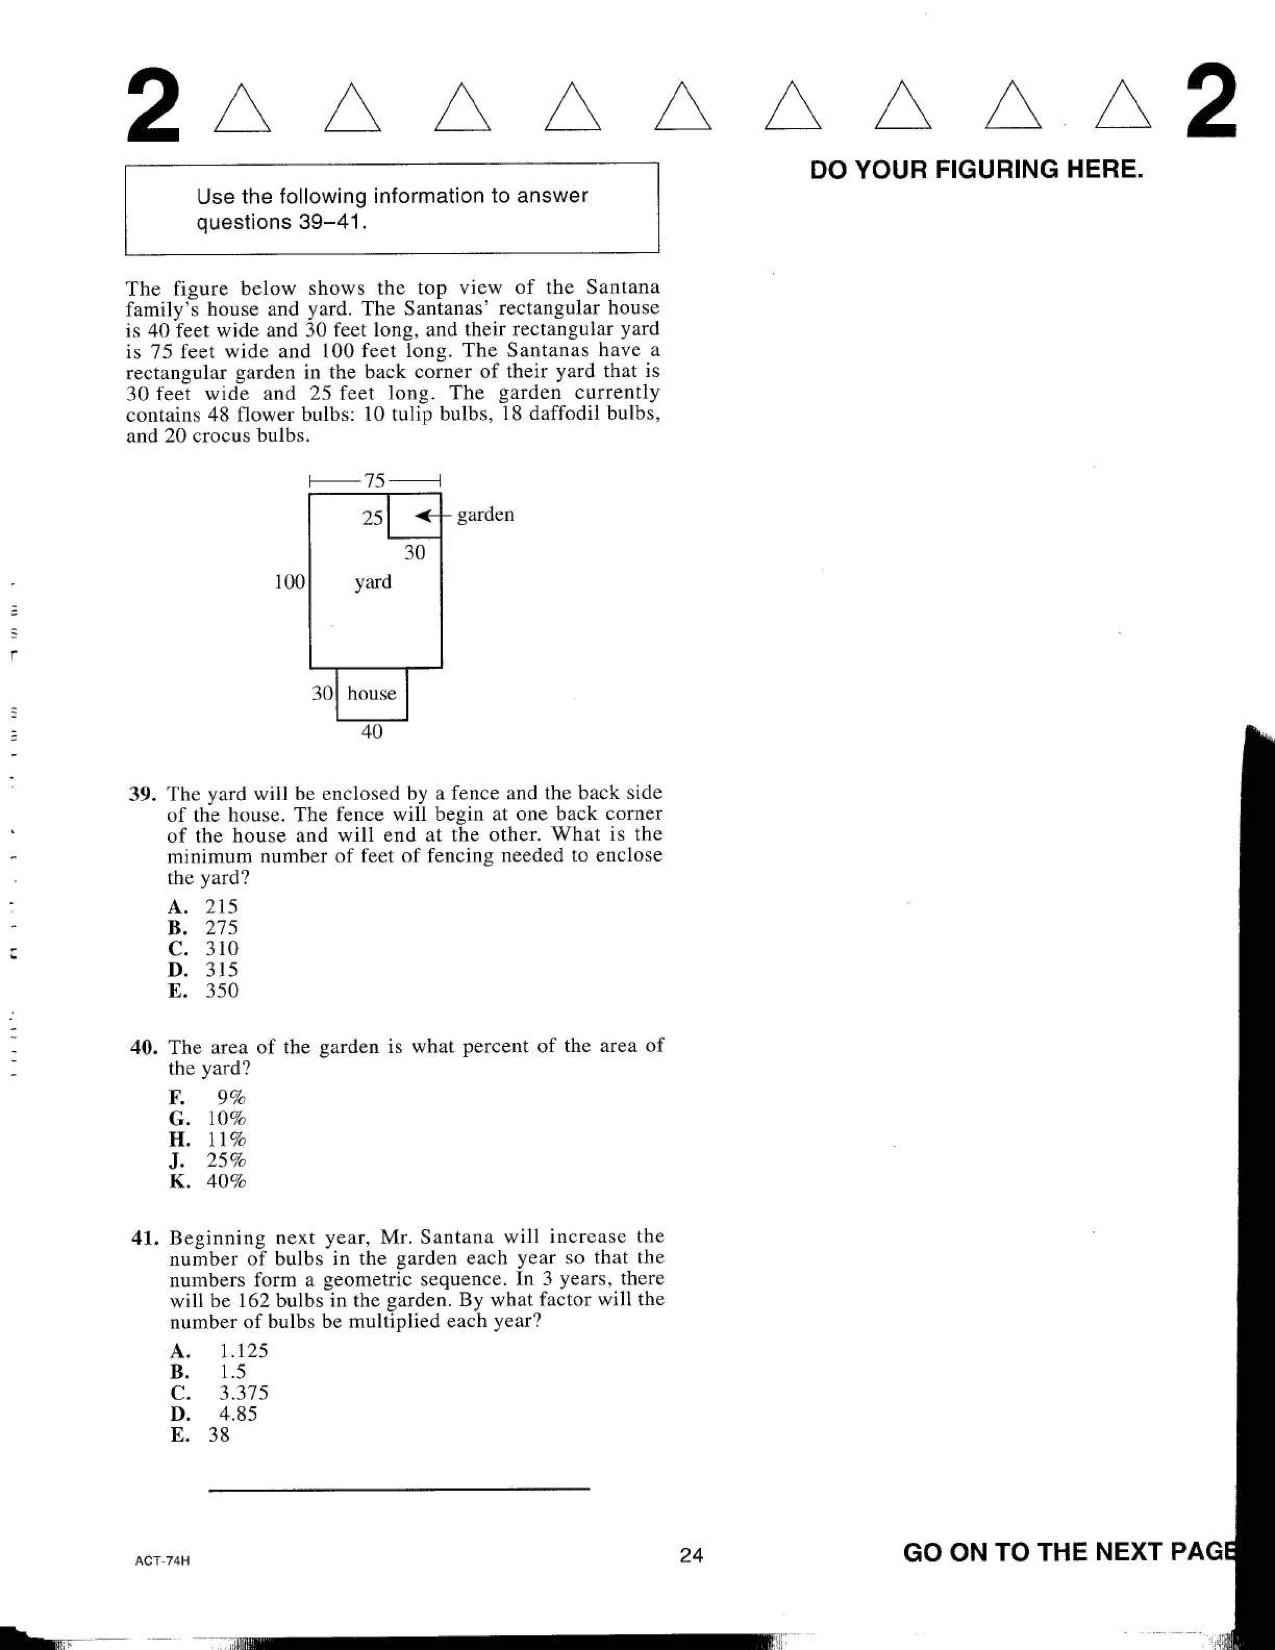 2 2
DO YOUR FIGURING HERE.
Use the following information to answer
questions 39–41.
The figure below shows the top view of the Santana
family's house and yard. The Santanas' rectangular house
is 40 feet wide and 30 feet long, and their rectangular yard
is 75 feet wide and 100 feet long. The Santanas have a
rectangular garden in the back corner of their yard that is
30 feet wide and 25 feet long. The garden currently
contains 48 flower bulbs: 10 tulip bulbs, 18 daffodil bulbs,
and 20 crocus bulbs.
75
25 garden
30
100 yard
30 house
40
39. The yard will be enclosed by a fence and the back side
of the house. The fence will begin at one back corner
of the house and will end at the other. What is the
minimum number of feet of fencing needed to enclose
the yard?
A. 215
B. 275
C. 310
D. 315
E. 350
40. The area of the garden is what percent of the area of
the yard?
F. 9%
G. 10%
H. 11%
J. 25%
K. 40%
41. Beginning next year, Mr. Santana will increase the
number of bulbs in the garden each year so that the
numbers form a geometric sequence. In 3 years, there
will be 162 bulbs in the garden. By what factor will the
number of bulbs be multiplied each year?
A. 1.125
B. 1.5
C. 3.375
D. 4.85
E. 38
ACT-74H 24 GO ON TO THE NEXT PAGE